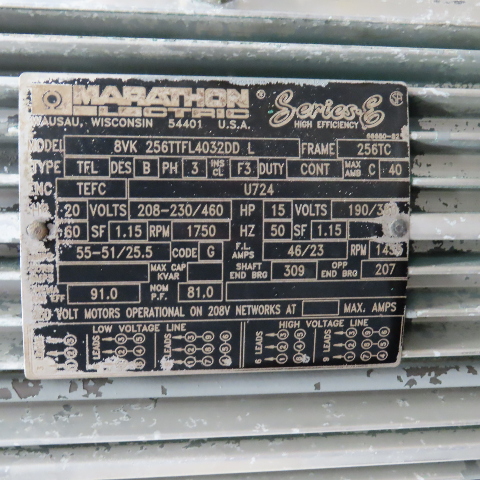 MARATHON ® Series-E
ELECTRIC HIGH EFFICIENCY
WAUSAU, WISCONSIN 54401 U.S.A.
MODEL 8VK 256TTFL4032DD L FRAME 256TC
TYPE TFL DES B PH 3 INS CL F3 DUTY CONT MAX AMB C 40
ENC. TEFC U724
20 VOLTS 208-230/460 HP 15 VOLTS 190/3
60 SF 1.15 RPM 1750 HZ 50 SF 1.15
55-51/25.5 CODE G F.L. AMPS 46/23 RPM
MAX CAP KVAR SHAFT END BRG 309 OPP END BRG 207
EFF 91.0 NOM P.F. 81.0
VOLT MOTORS OPERATIONAL ON 208V NETWORKS AT MAX. AMPS
LOW VOLTAGE LINE HIGH VOLTAGE LINE
LEADS LEADS